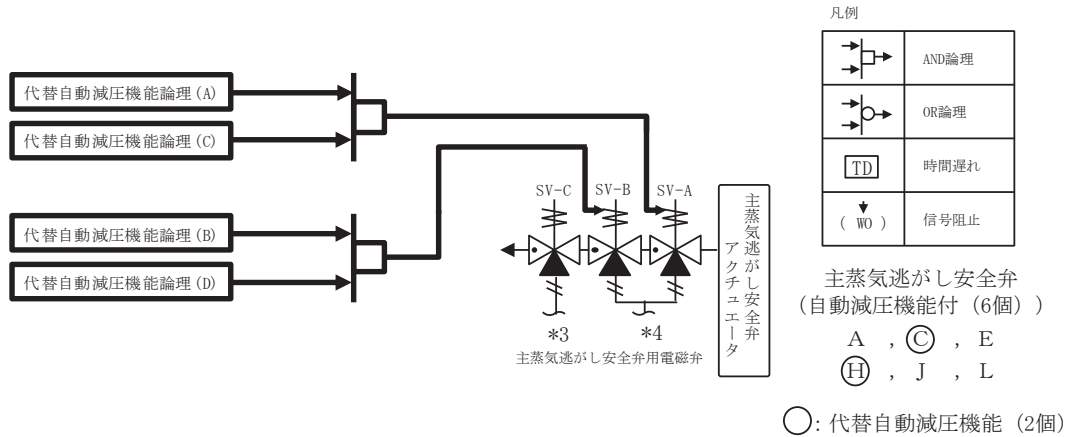 代替自動減圧機能論理(A)
代替自動減圧機能論理(C)
代替自動減圧機能論理(B)
代替自動減圧機能論理(D)
SV-C SV-B SV-A
主蒸気逃がし安全弁
アクチュエータ
*3 *4
主蒸気逃がし安全弁用電磁弁
凡例
AND論理
OR論理
TD 時間遅れ
( WO ) 信号阻止
主蒸気逃がし安全弁
(自動減圧機能付 (6個))
A , C , E
H , J , L
: 代替自動減圧機能 (2個)